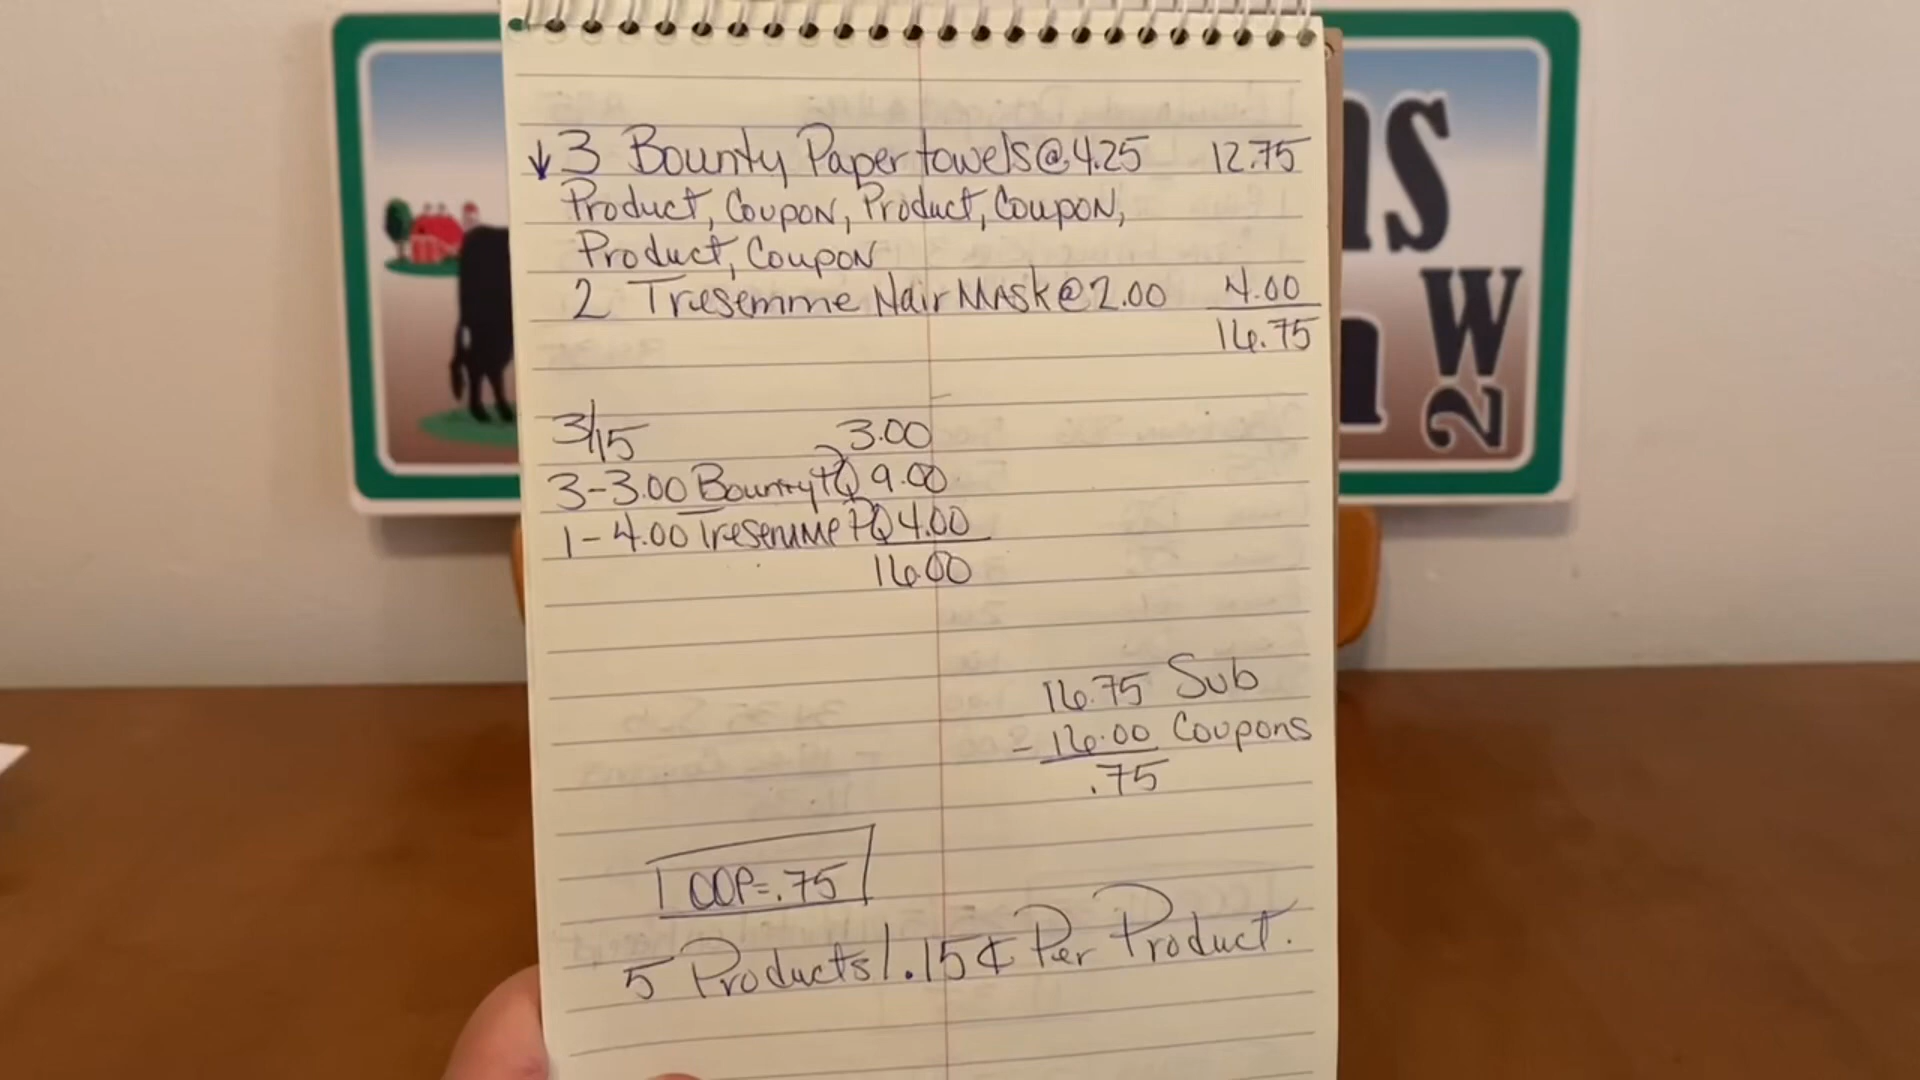 ↓ 3 Bounty Paper towels @ 4.25 12.75
Product, Coupon, Product, Coupon,
Product, Coupon
2 Tresemme Hair MASK @ 2.00 4.00
16.75
3/15 3.00
3-3.00 Bounty PQ 9.00
1-4.00 Tresemme PQ 4.00
16.00
16.75 Sub
- 16.00 Coupons
.75
OOP = .75
5 Products / .15¢ Per Product.
W
2